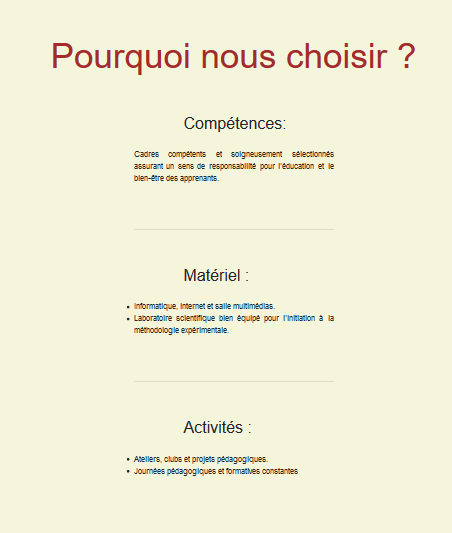 Pourquoi nous choisir ?
Compétences:
Cadres compétents et soigneusement sélectionnés
assurant un sens de responsabilité pour l'éducation et le
bien-être des apprenants.
Matériel :
• Informatique, internet et salle multimédias.
• Laboratoire scientifique bien équipé pour l'initiation à la
méthodologie expérimentale.
Activités :
• Ateliers, clubs et projets pédagogiques.
• Journées pédagogiques et formatives constantes